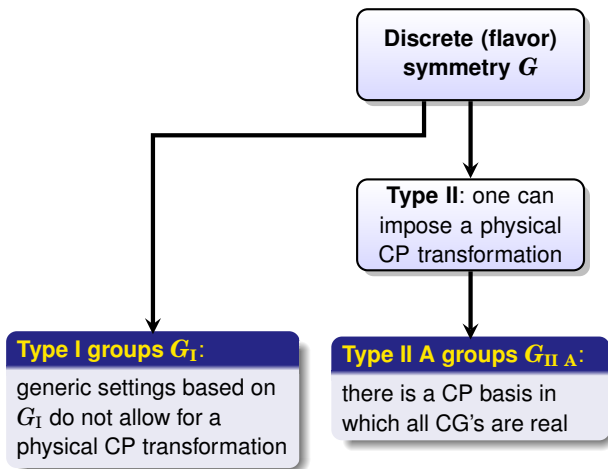 Discrete (flavor)
symmetry G
Type II: one can
impose a physical
CP transformation
Type I groups G_I:
generic settings based on
G_I do not allow for a
physical CP transformation
Type II A groups G_II A:
there is a CP basis in
which all CG's are real